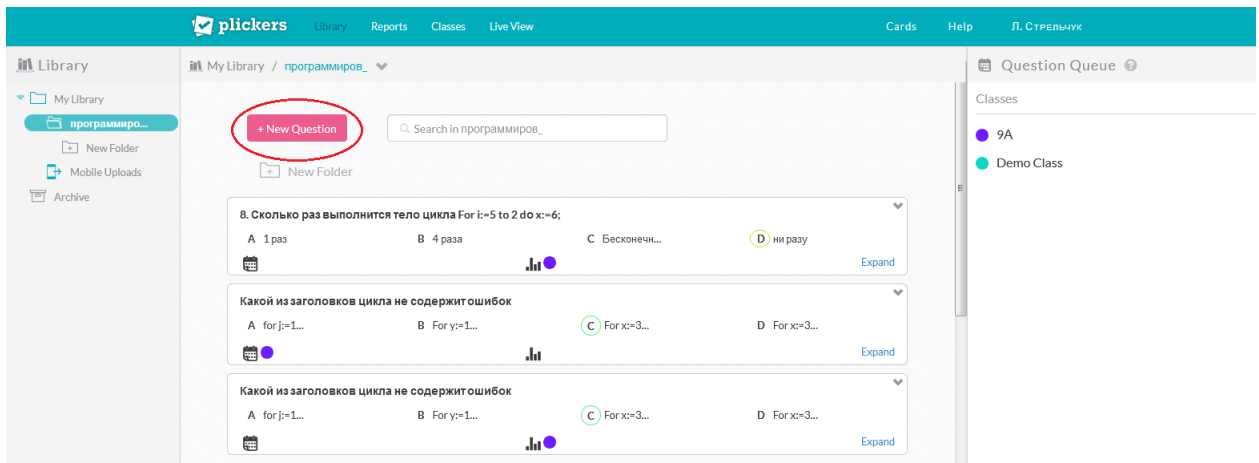 plickers Library Reports Classes Live View Cards Help Л. Стрельчук
Library
My Library
программиро...
New Folder
Mobile Uploads
Archive
My Library / программиров_
+ New Question
Search in программиров_
New Folder
8. Сколько раз выполнится тело цикла For i:=5 to 2 do x:=6;
A 1 раз B 4 раза C Бесконечн... D ни разу
Expand
Какой из заголовков цикла не содержит ошибок
A for j:=1... B For y:=1... C For x:=3... D For x:=3...
Expand
Какой из заголовков цикла не содержит ошибок
A for j:=1... B For y:=1... C For x:=3... D For x:=3...
Expand
Question Queue ?
Classes
9A
Demo Class